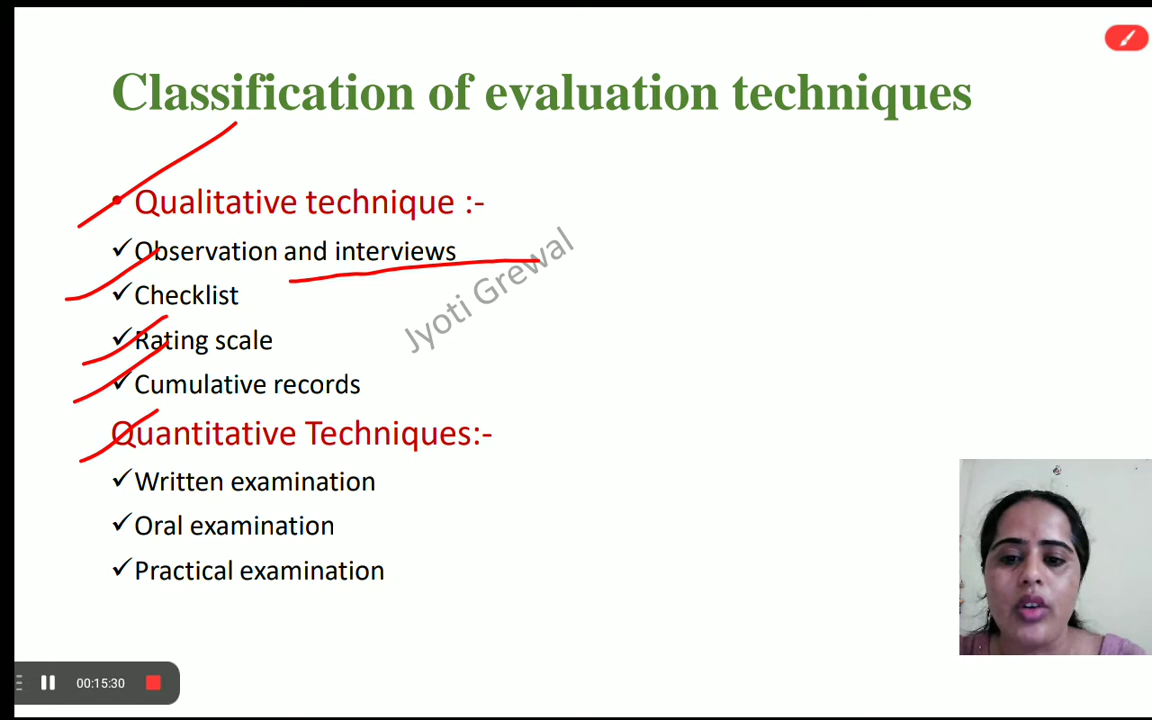 Classification of evaluation techniques
• Qualitative technique :-
✓Observation and interviews
✓Checklist
✓Rating scale
✓Cumulative records
Quantitative Techniques:-
✓Written examination
✓Oral examination
✓Practical examination
Jyoti Grewal
00:15:30